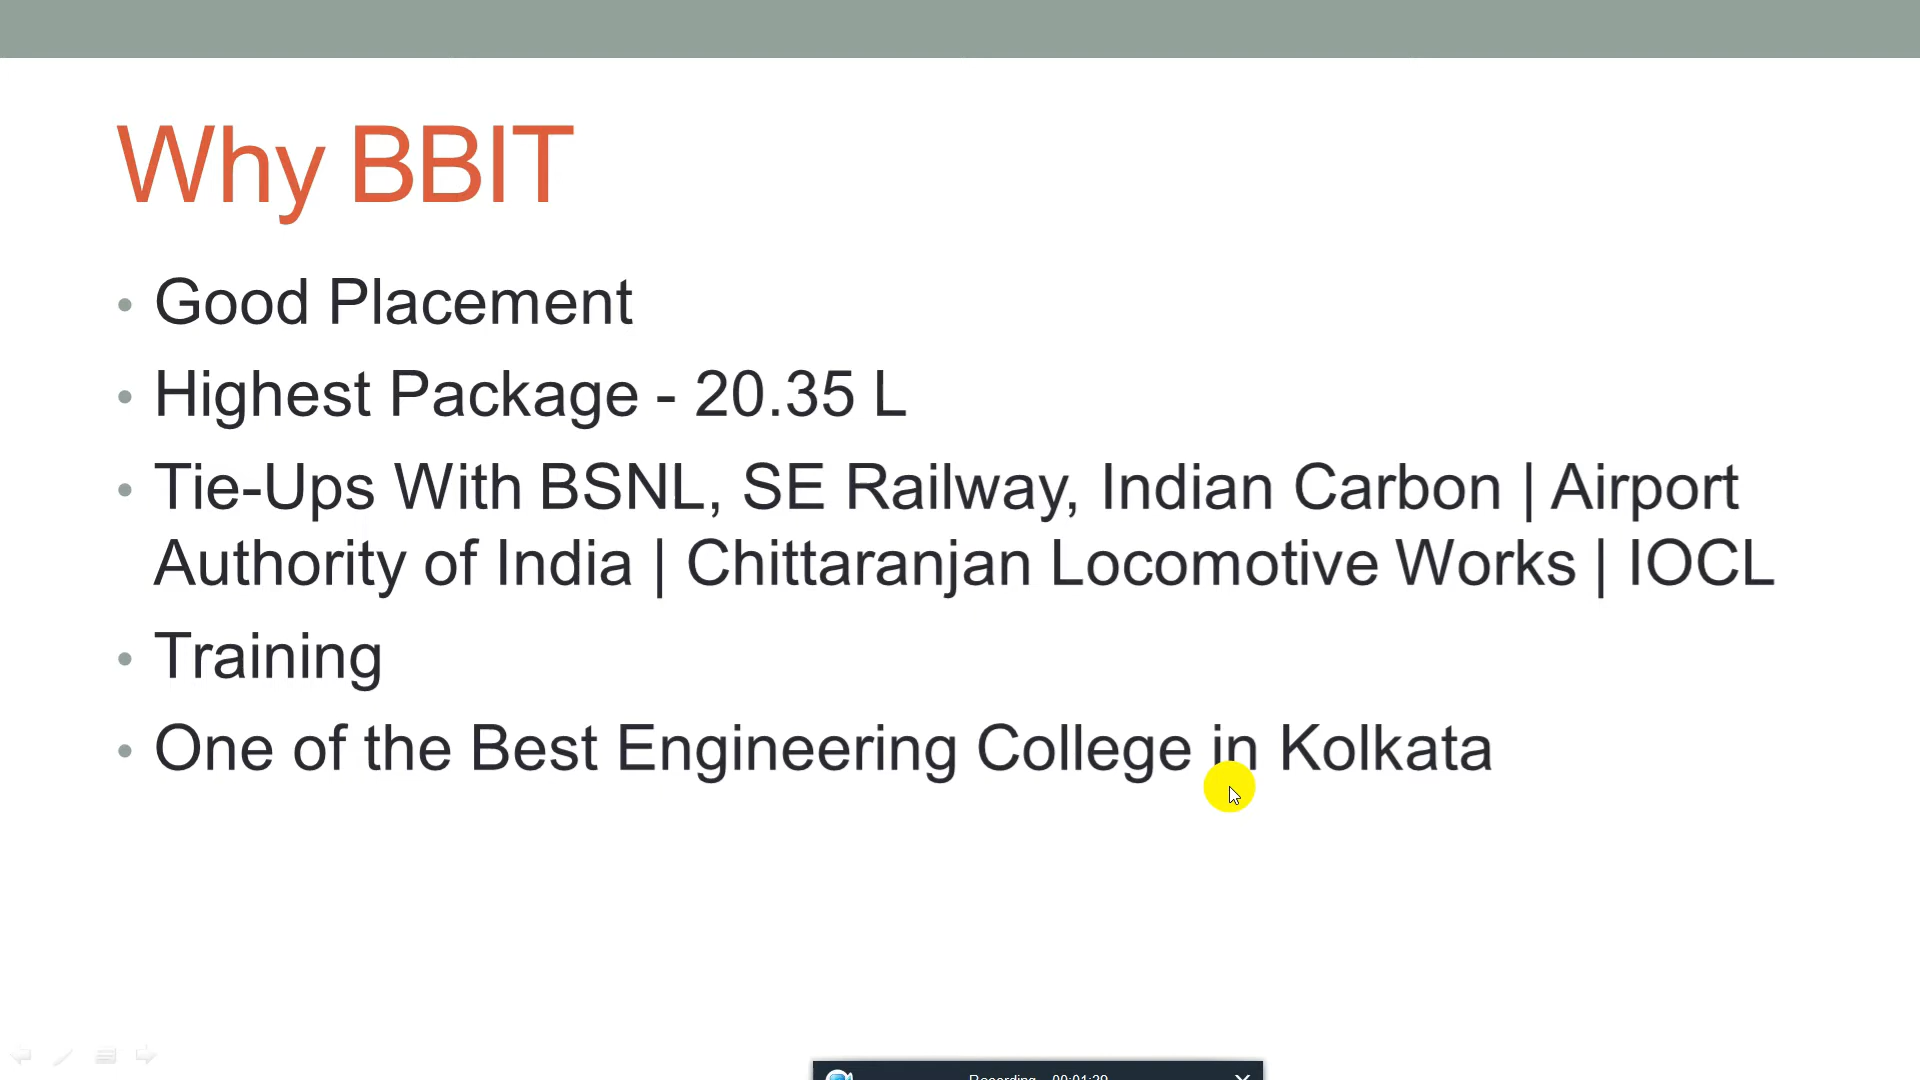 Why BBIT
• Good Placement
• Highest Package - 20.35 L
• Tie-Ups With BSNL, SE Railway, Indian Carbon | Airport
Authority of India | Chittaranjan Locomotive Works | IOCL
• Training
• One of the Best Engineering College in Kolkata
Recording... 00:01:29